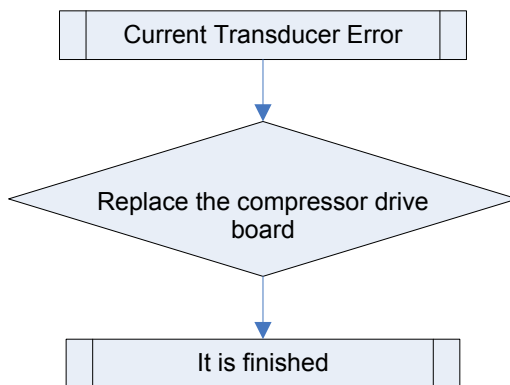 Current Transducer Error
Replace the compressor drive
board
It is finished